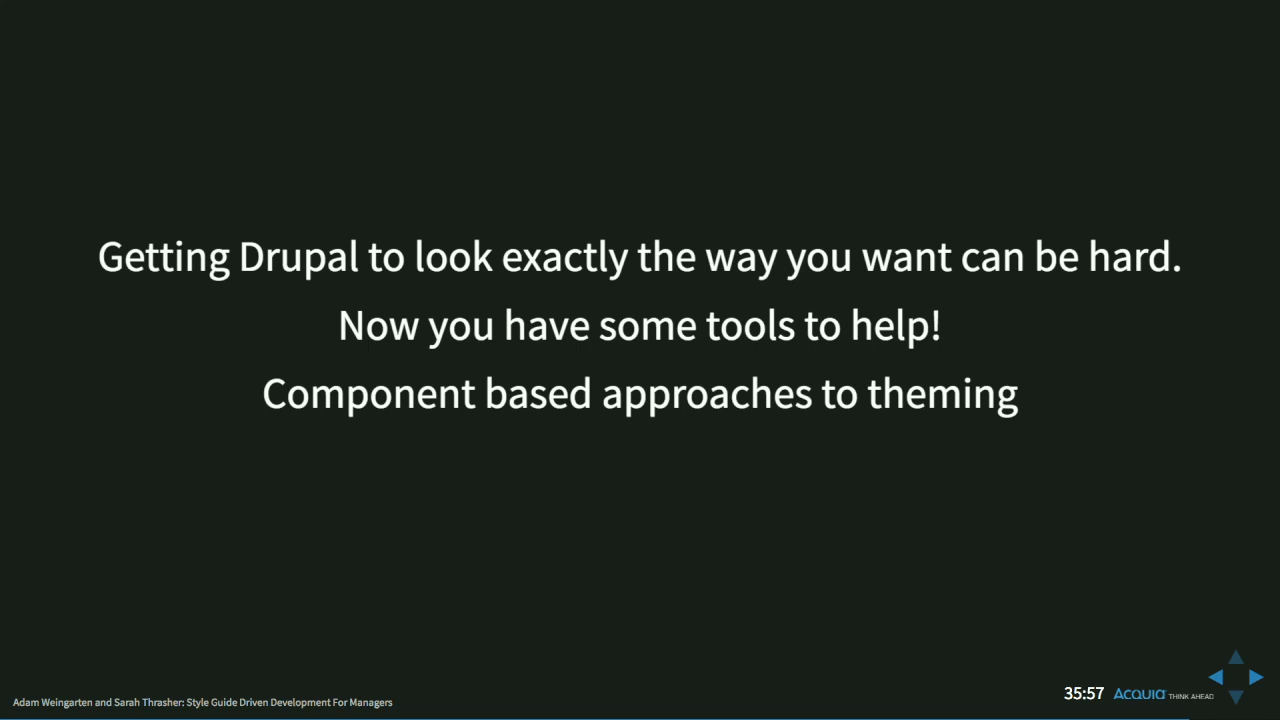 Getting Drupal to look exactly the way you want can be hard.
Now you have some tools to help!
Component based approaches to theming
Adam Weingarten and Sarah Thrasher: Style Guide Driven Development For Managers
35:57 Acquia THINK AHEAD